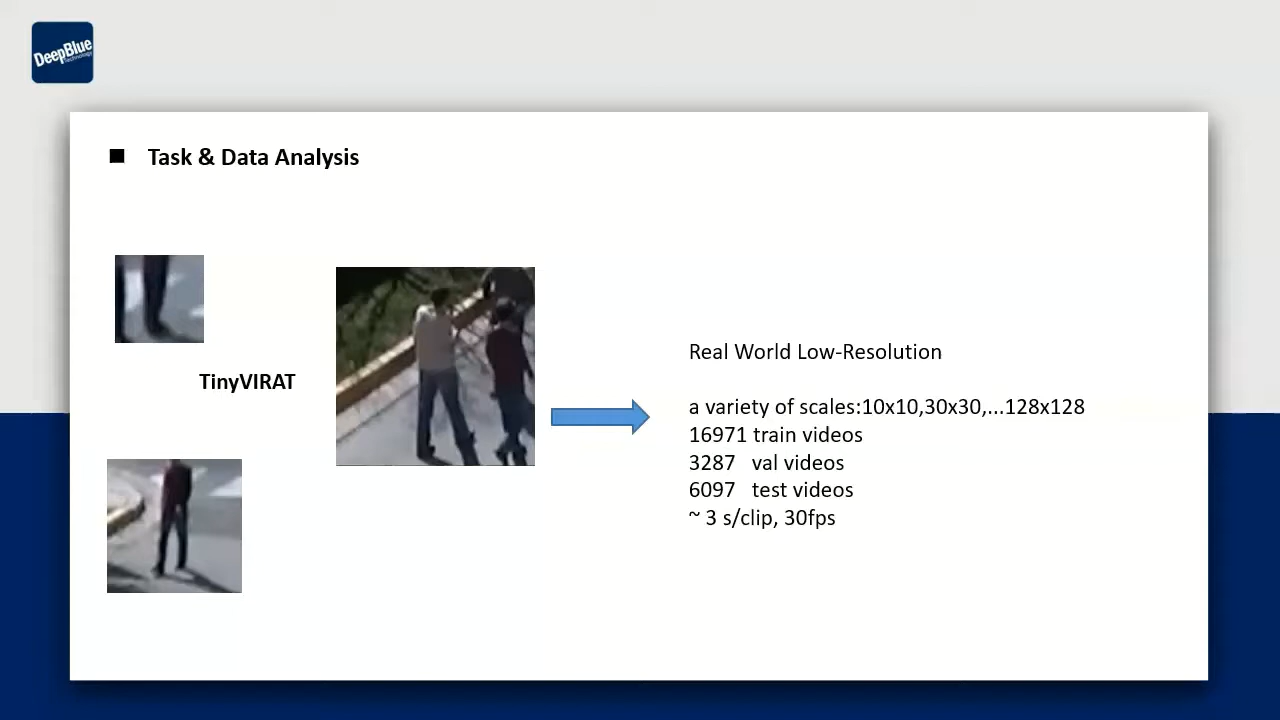 DeepBlue
Technology
Task & Data Analysis
TinyVIRAT
Real World Low-Resolution
a variety of scales:10x10,30x30,...128x128
16971 train videos
3287 val videos
6097 test videos
~ 3 s/clip, 30fps